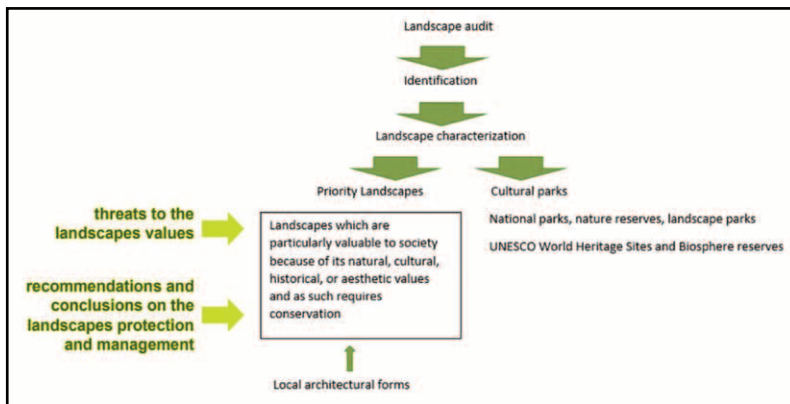 Landscape audit
Identification
Landscape characterization
Priority Landscapes
Cultural parks
threats to the
landscapes values
Landscapes which are
particularly valuable to society
because of its natural, cultural,
historical, or aesthetic values
and as such requires
conservation
National parks, nature reserves, landscape parks
UNESCO World Heritage Sites and Biosphere reserves
recommendations and
conclusions on the
landscapes protection
and management
Local architectural forms